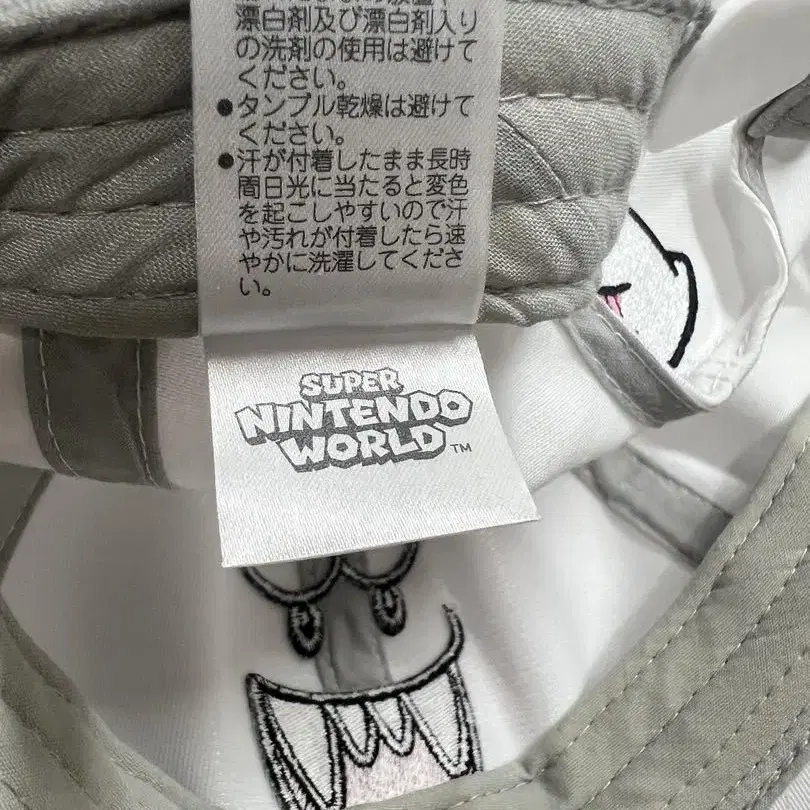 漂白剤及び漂白剤入り
の洗剤の使用は避けて
ください。
●タンブル乾燥は避けて
ください。
●汗が付着したまま長時
間日光に当たると変色
を起こしやすいので汗
や汚れが付着したら速
やかに洗濯してくださ
い。
SUPER
NINTENDO
WORLD™